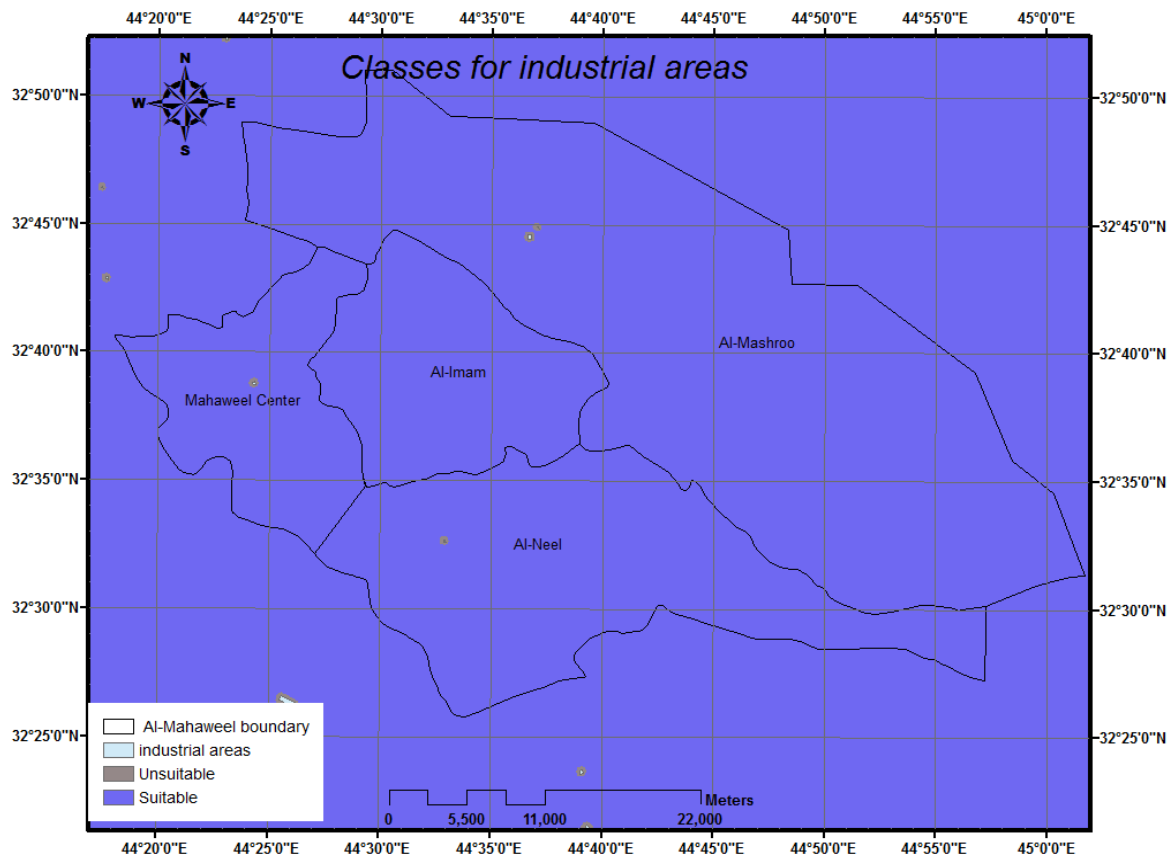 44°20'0"E 44°25'0"E 44°30'0"E 44°35'0"E 44°40'0"E 44°45'0"E 44°50'0"E 44°55'0"E 45°0'0"E
Classes for industrial areas
N
W E
S
32°50'0"N 32°50'0"N
32°45'0"N 32°45'0"N
Al-Mashroo
32°40'0"N 32°40'0"N
Al-Imam
Mahaweel Center
32°35'0"N 32°35'0"N
Al-Neel
32°30'0"N 32°30'0"N
32°25'0"N 32°25'0"N
Al-Mahaweel boundary
industrial areas
Unsuitable
Suitable
Meters
0 5,500 11,000 22,000
44°20'0"E 44°25'0"E 44°30'0"E 44°35'0"E 44°40'0"E 44°45'0"E 44°50'0"E 44°55'0"E 45°0'0"E